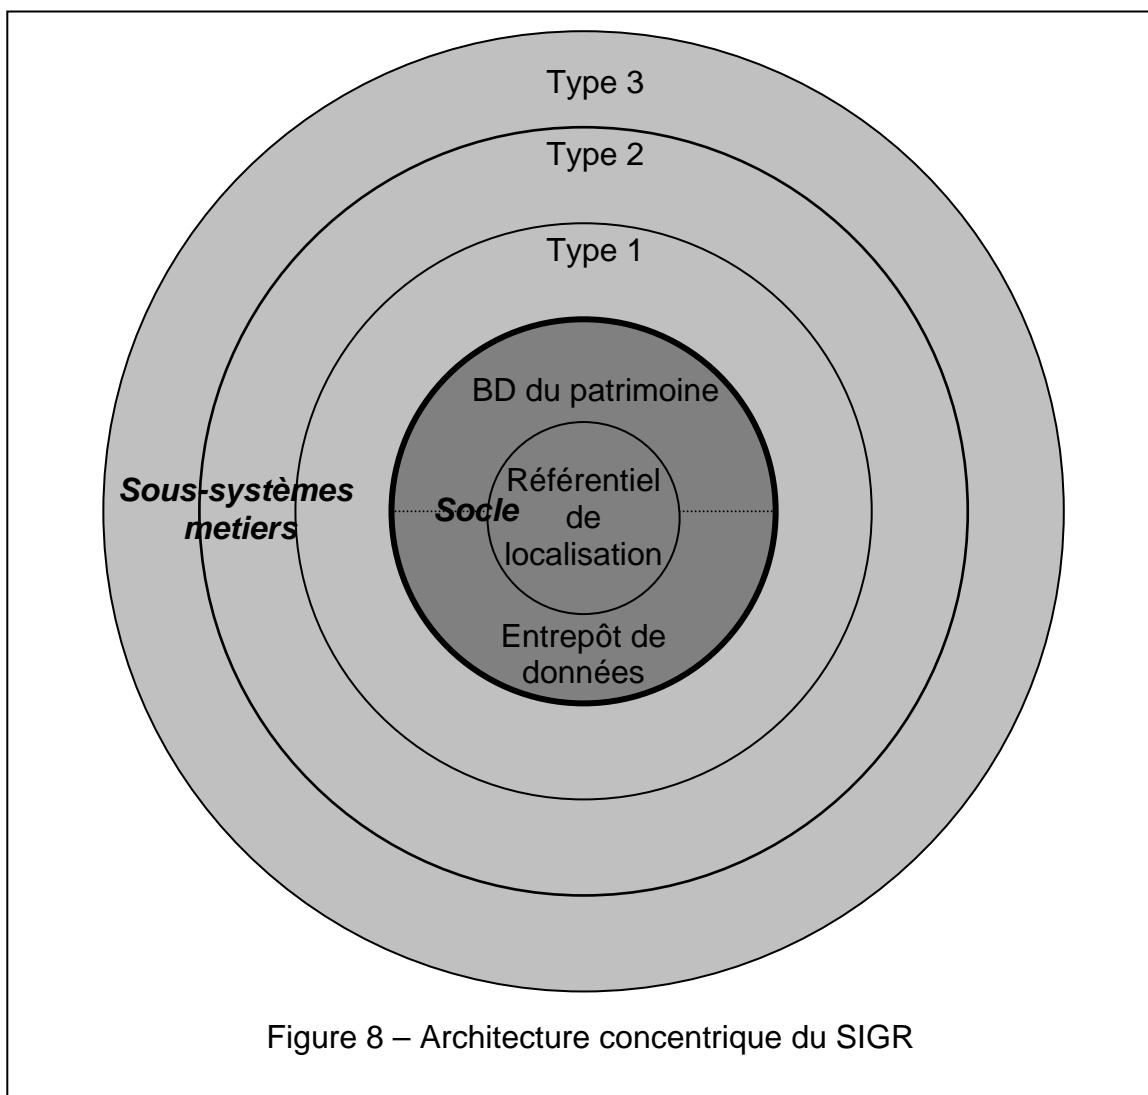 Type 3
Type 2
Type 1
BD du patrimoine
Sous-systèmes
metiers
Socle
Référentiel
de
localisation
Entrepôt de
données
Figure 8 – Architecture concentrique du SIGR